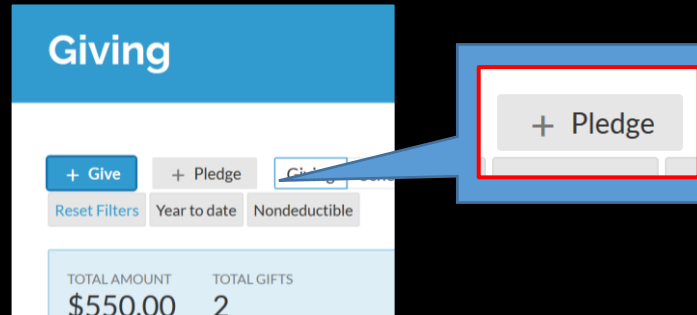 Giving
+ Give + Pledge
Reset Filters Year to date Nondeductible
TOTAL AMOUNT TOTAL GIFTS
$550.00 2
+ Pledge